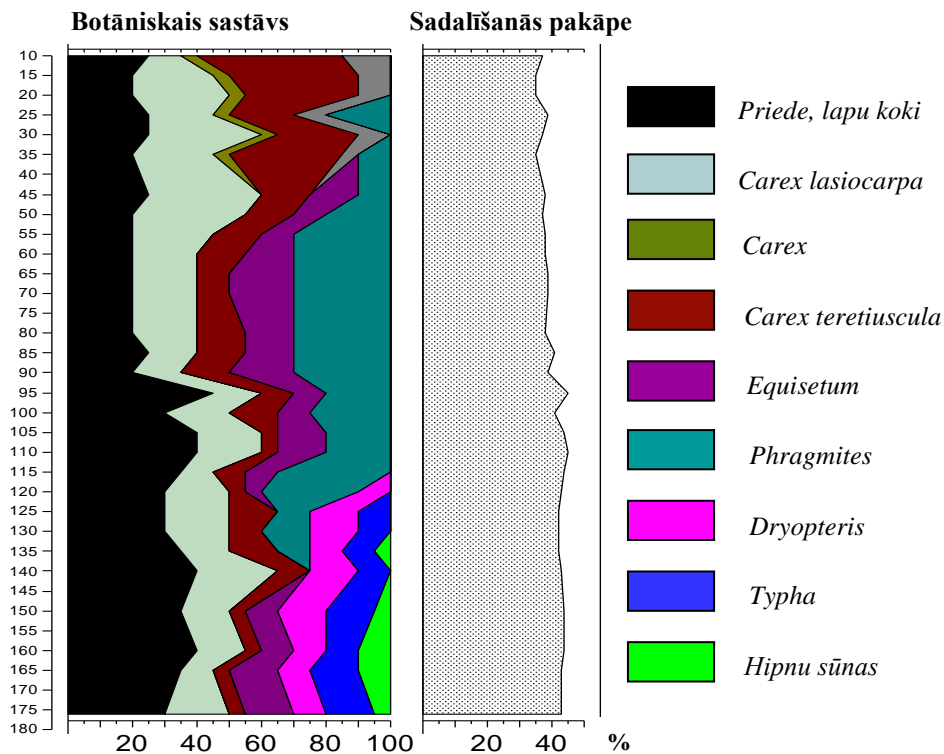 Botāniskais sastāvs
Sadalīšanās pakāpe
10
15
20
25
30
35
40
45
50
55
60
65
70
75
80
85
90
95
100
105
110
115
120
125
130
135
140
150
160
165
175
180
20 40 60 80 100
20 40 %
Priede, lapu koki
Carex lasiocarpa
Carex
Carex teretiuscula
Equisetum
Phragmites
Dryopteris
Typha
Hipnu sūnas